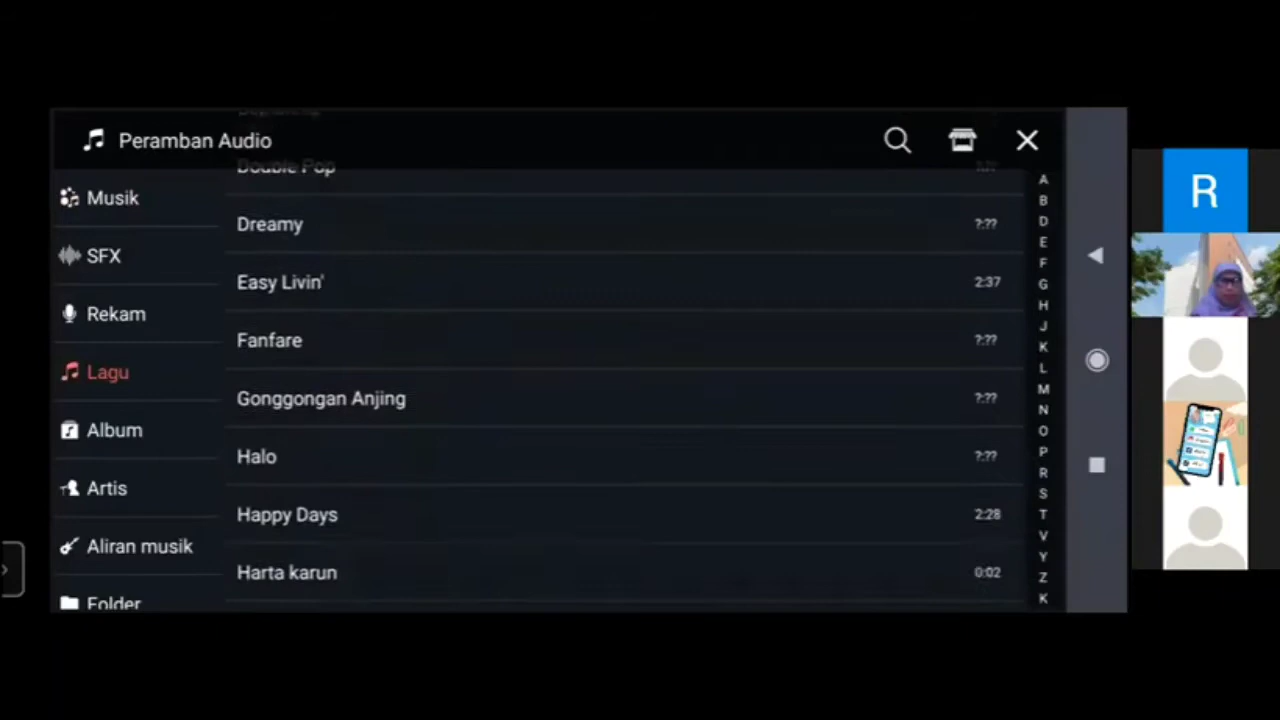 Peramban Audio
Double Pop
?:??
Musik
Dreamy
?:??
SFX
Easy Livin'
2:37
Rekam
Fanfare
?:??
Lagu
Gonggongan Anjing
?:??
Album
Halo
?:??
Artis
Happy Days
2:28
Aliran musik
Harta karun
0:02
Folder
A
B
D
E
F
G
H
J
K
L
M
N
O
P
R
S
T
V
Y
Z
K
R